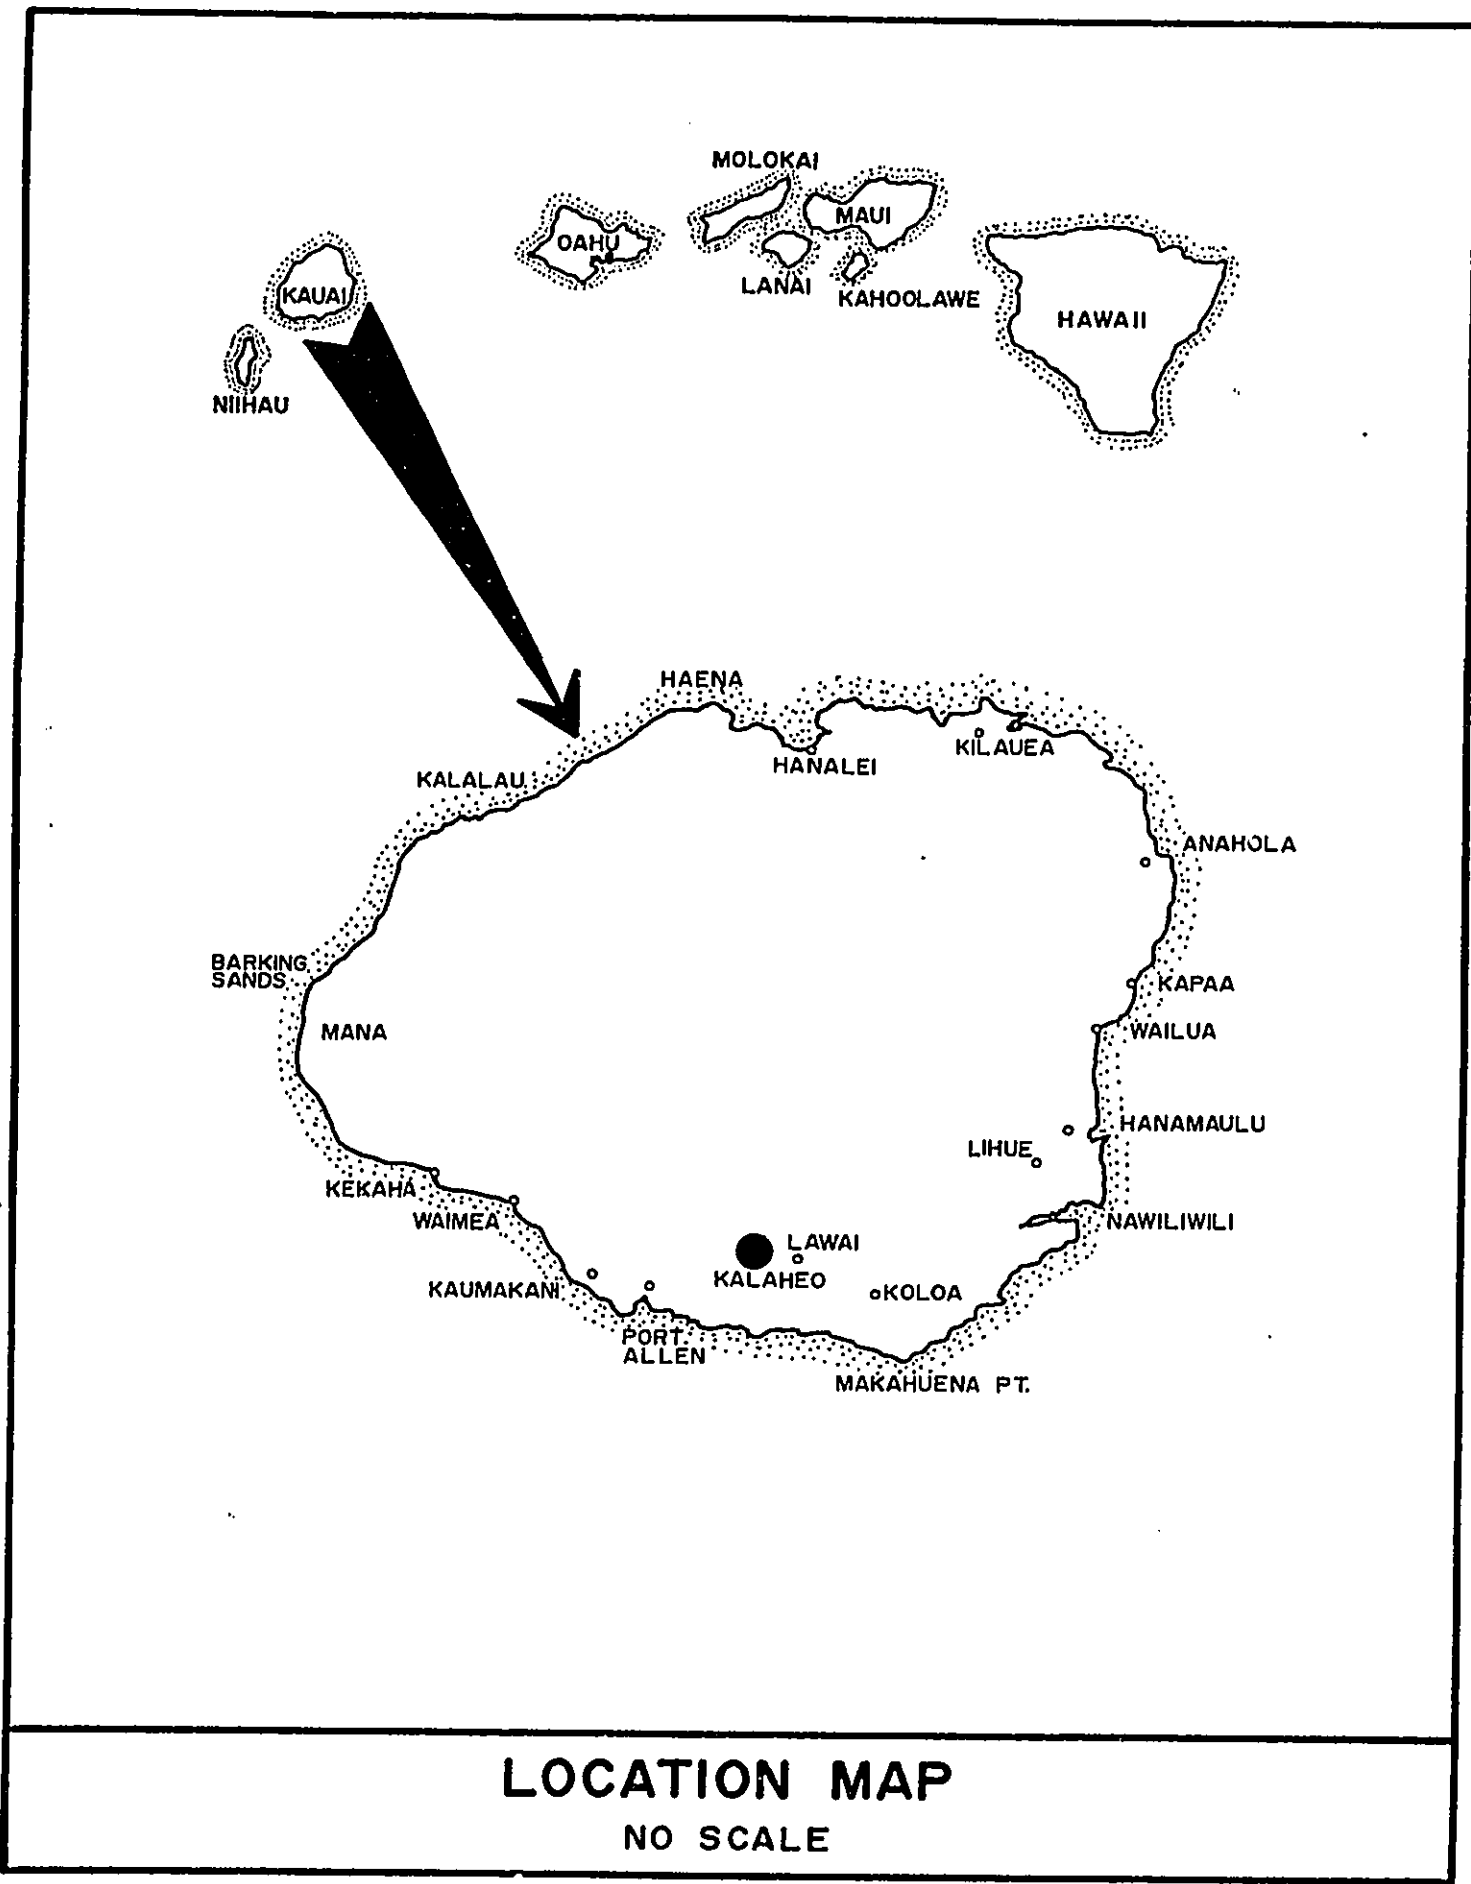 MOLOKAI
MAUI
OAHU
LANAI
KAHOOLAWE
KAUAI
HAWAII
NIIHAU
HAENA
KILAUEA
HANALEI
KALALAU
ANAHOLA
BARKING
SANDS
KAPAA
MANA
WAILUA
HANAMAULU
LIHUE
KEKAHA
WAIMEA
NAWILIWILI
LAWAI
KALAHEO
KAUMAKANI
KOLOA
PORT
ALLEN
MAKAHUENA PT.
LOCATION MAP
NO SCALE